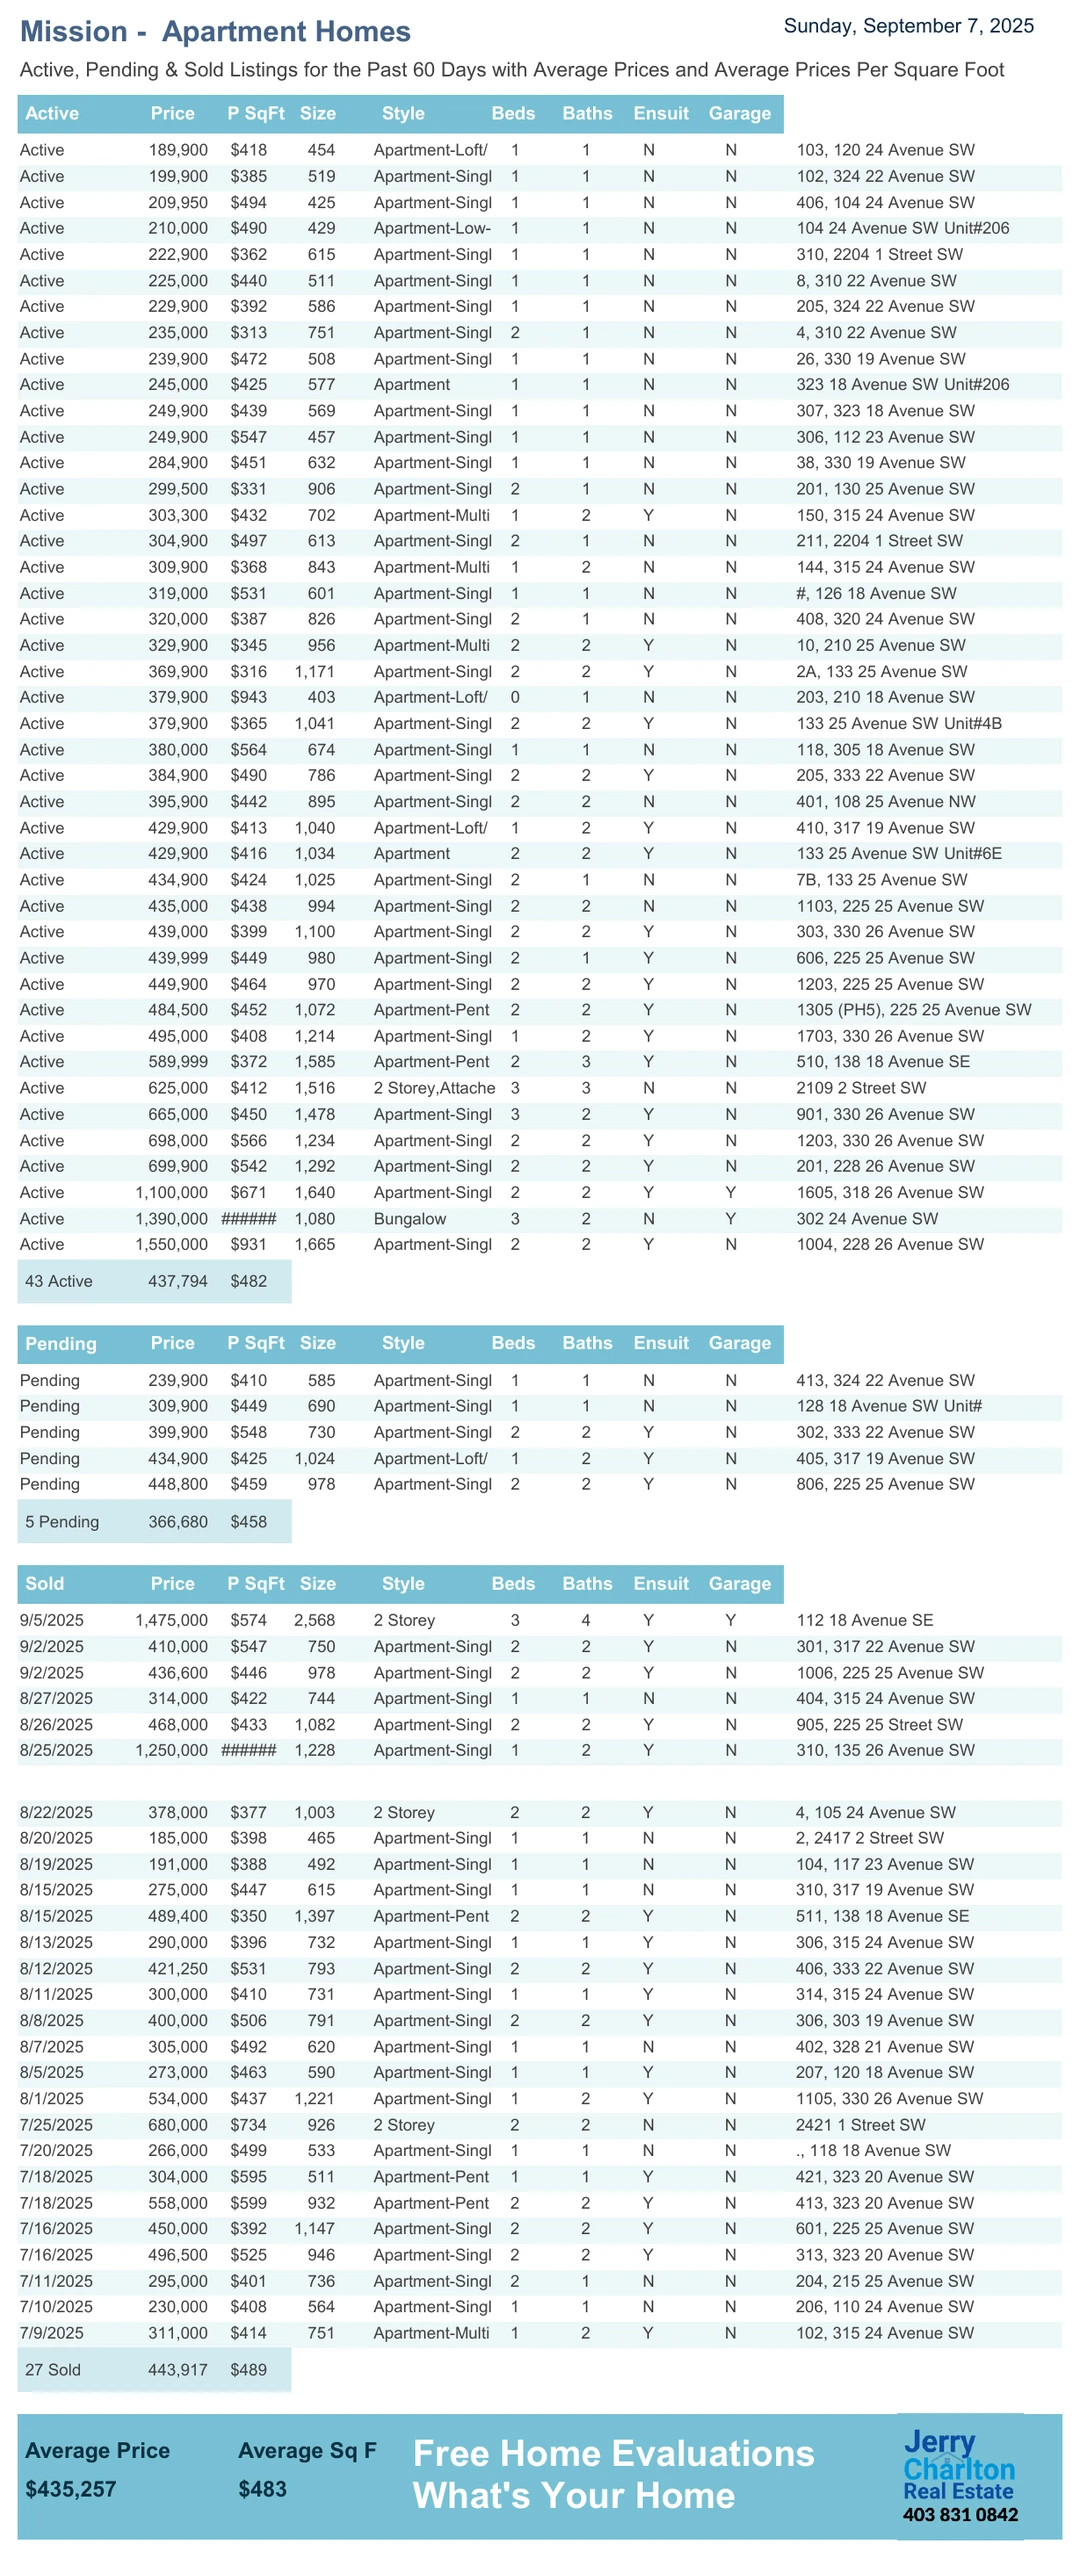 Mission - Apartment Homes
Sunday, September 7, 2025
Active, Pending & Sold Listings for the Past 60 Days with Average Prices and Average Prices Per Square Foot
Active Price P SqFt Size Style Beds Baths Ensuit Garage
Active 189,900 $418 454 Apartment-Loft/ 1 1 N N 103, 120 24 Avenue SW
Active 199,900 $385 519 Apartment-Singl 1 1 N N 102, 324 22 Avenue SW
Active 209,950 $494 425 Apartment-Singl 1 1 N N 406, 104 24 Avenue SW
Active 210,000 $490 429 Apartment-Low- 1 1 N N 104 24 Avenue SW Unit#206
Active 222,900 $362 615 Apartment-Singl 1 1 N N 310, 2204 1 Street SW
Active 225,000 $440 511 Apartment-Singl 1 1 N N 8, 310 22 Avenue SW
Active 229,900 $392 586 Apartment-Singl 1 1 N N 205, 324 22 Avenue SW
Active 235,000 $313 751 Apartment-Singl 2 1 N N 4, 310 22 Avenue SW
Active 239,900 $472 508 Apartment-Singl 1 1 N N 26, 330 19 Avenue SW
Active 245,000 $425 577 Apartment 1 1 N N 323 18 Avenue SW Unit#206
Active 249,900 $439 569 Apartment-Singl 1 1 N N 307, 323 18 Avenue SW
Active 249,900 $547 457 Apartment-Singl 1 1 N N 306, 112 23 Avenue SW
Active 284,900 $451 632 Apartment-Singl 1 1 N N 38, 330 19 Avenue SW
Active 299,500 $331 906 Apartment-Singl 2 1 N N 201, 130 25 Avenue SW
Active 303,300 $432 702 Apartment-Multi 1 2 Y N 150, 315 24 Avenue SW
Active 304,900 $497 613 Apartment-Singl 2 1 N N 211, 2204 1 Street SW
Active 309,900 $368 843 Apartment-Multi 1 2 N N 144, 315 24 Avenue SW
Active 319,000 $531 601 Apartment-Singl 1 1 N N #, 126 18 Avenue SW
Active 320,000 $387 826 Apartment-Singl 2 1 N N 408, 320 24 Avenue SW
Active 329,900 $345 956 Apartment-Multi 2 2 Y N 10, 210 25 Avenue SW
Active 369,900 $316 1,171 Apartment-Singl 2 2 Y N 2A, 133 25 Avenue SW
Active 379,900 $943 403 Apartment-Loft/ 0 1 N N 203, 210 18 Avenue SW
Active 379,900 $365 1,041 Apartment-Singl 2 2 Y N 133 25 Avenue SW Unit#4B
Active 380,000 $564 674 Apartment-Singl 1 1 N N 118, 305 18 Avenue SW
Active 384,900 $490 786 Apartment-Singl 2 2 Y N 205, 333 22 Avenue SW
Active 395,900 $442 895 Apartment-Singl 2 2 N N 401, 108 25 Avenue NW
Active 429,900 $413 1,040 Apartment-Loft/ 1 2 Y N 410, 317 19 Avenue SW
Active 429,900 $416 1,034 Apartment 2 2 Y N 133 25 Avenue SW Unit#6E
Active 434,900 $424 1,025 Apartment-Singl 2 1 N N 7B, 133 25 Avenue SW
Active 435,000 $438 994 Apartment-Singl 2 2 N N 1103, 225 25 Avenue SW
Active 439,000 $399 1,100 Apartment-Singl 2 2 Y N 303, 330 26 Avenue SW
Active 439,999 $449 980 Apartment-Singl 2 1 Y N 606, 225 25 Avenue SW
Active 449,900 $464 970 Apartment-Singl 2 2 Y N 1203, 225 25 Avenue SW
Active 484,500 $452 1,072 Apartment-Pent 2 2 Y N 1305 (PH5), 225 25 Avenue SW
Active 495,000 $408 1,214 Apartment-Singl 1 2 Y N 1703, 330 26 Avenue SW
Active 589,999 $372 1,585 Apartment-Pent 2 3 Y N 510, 138 18 Avenue SE
Active 625,000 $412 1,516 2 Storey,Attache 3 3 N N 2109 2 Street SW
Active 665,000 $450 1,478 Apartment-Singl 3 2 Y N 901, 330 26 Avenue SW
Active 698,000 $566 1,234 Apartment-Singl 2 2 Y N 1203, 330 26 Avenue SW
Active 699,900 $542 1,292 Apartment-Singl 2 2 Y N 201, 228 26 Avenue SW
Active 1,100,000 $671 1,640 Apartment-Singl 2 2 Y Y 1605, 318 26 Avenue SW
Active 1,390,000 ###### 1,080 Bungalow 3 2 N Y 302 24 Avenue SW
Active 1,550,000 $931 1,665 Apartment-Singl 2 2 Y N 1004, 228 26 Avenue SW
43 Active 437,794 $482
Pending Price P SqFt Size Style Beds Baths Ensuit Garage
Pending 239,900 $410 585 Apartment-Singl 1 1 N N 413, 324 22 Avenue SW
Pending 309,900 $449 690 Apartment-Singl 1 1 N N 128 18 Avenue SW Unit#
Pending 399,900 $548 730 Apartment-Singl 2 2 Y N 302, 333 22 Avenue SW
Pending 434,900 $425 1,024 Apartment-Loft/ 1 2 Y N 405, 317 19 Avenue SW
Pending 448,800 $459 978 Apartment-Singl 2 2 Y N 806, 225 25 Avenue SW
5 Pending 366,680 $458
Sold Price P SqFt Size Style Beds Baths Ensuit Garage
9/5/2025 1,475,000 $574 2,568 2 Storey 3 4 Y Y 112 18 Avenue SE
9/2/2025 410,000 $547 750 Apartment-Singl 2 2 Y N 301, 317 22 Avenue SW
9/2/2025 436,600 $446 978 Apartment-Singl 2 2 Y N 1006, 225 25 Avenue SW
8/27/2025 314,000 $422 744 Apartment-Singl 1 1 N N 404, 315 24 Avenue SW
8/26/2025 468,000 $433 1,082 Apartment-Singl 2 2 Y N 905, 225 25 Street SW
8/25/2025 1,250,000 ###### 1,228 Apartment-Singl 1 2 Y N 310, 135 26 Avenue SW
8/22/2025 378,000 $377 1,003 2 Storey 2 2 Y N 4, 105 24 Avenue SW
8/20/2025 185,000 $398 465 Apartment-Singl 1 1 N N 2, 2417 2 Street SW
8/19/2025 191,000 $388 492 Apartment-Singl 1 1 N N 104, 117 23 Avenue SW
8/15/2025 275,000 $447 615 Apartment-Singl 1 1 N N 310, 317 19 Avenue SW
8/15/2025 489,400 $350 1,397 Apartment-Pent 2 2 Y N 511, 138 18 Avenue SE
8/13/2025 290,000 $396 732 Apartment-Singl 1 1 Y N 306, 315 24 Avenue SW
8/12/2025 421,250 $531 793 Apartment-Singl 2 2 Y N 406, 333 22 Avenue SW
8/11/2025 300,000 $410 731 Apartment-Singl 1 1 Y N 314, 315 24 Avenue SW
8/8/2025 400,000 $506 791 Apartment-Singl 2 2 Y N 306, 303 19 Avenue SW
8/7/2025 305,000 $492 620 Apartment-Singl 1 1 N N 402, 328 21 Avenue SW
8/5/2025 273,000 $463 590 Apartment-Singl 1 1 Y N 207, 120 18 Avenue SW
8/1/2025 534,000 $437 1,221 Apartment-Singl 1 2 Y N 1105, 330 26 Avenue SW
7/25/2025 680,000 $734 926 2 Storey 2 2 N N 2421 1 Street SW
7/20/2025 266,000 $499 533 Apartment-Singl 1 1 N N ., 118 18 Avenue SW
7/18/2025 304,000 $595 511 Apartment-Pent 1 1 Y N 421, 323 20 Avenue SW
7/18/2025 558,000 $599 932 Apartment-Pent 2 2 Y N 413, 323 20 Avenue SW
7/16/2025 450,000 $392 1,147 Apartment-Singl 2 2 Y N 601, 225 25 Avenue SW
7/16/2025 496,500 $525 946 Apartment-Singl 2 2 Y N 313, 323 20 Avenue SW
7/11/2025 295,000 $401 736 Apartment-Singl 2 1 N N 204, 215 25 Avenue SW
7/10/2025 230,000 $408 564 Apartment-Singl 1 1 N N 206, 110 24 Avenue SW
7/9/2025 311,000 $414 751 Apartment-Multi 1 2 Y N 102, 315 24 Avenue SW
27 Sold 443,917 $489
Average Price Average Sq F
$435,257 $483
Free Home Evaluations
What's Your Home
Jerry
Charlton
Real Estate
403 831 0842